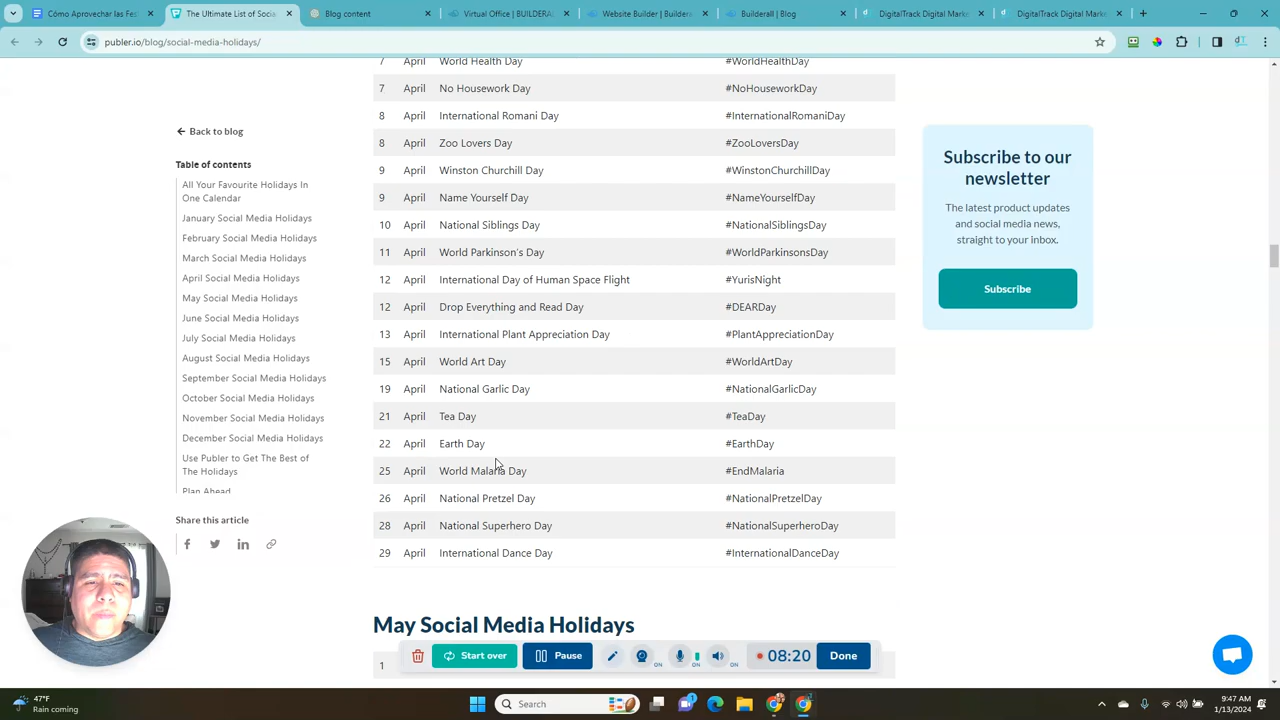 Cómo Aprovechar las Fes
The Ultimate List of Socia
Blog content
Virtual Office | BUILDERAL
Website Builder | Builders
Builderall | Blog
DigitalTrack Digital Marke
DigitalTrack Digital Marke
publer.io/blog/social-media-holidays/
Back to blog
Table of contents
All Your Favourite Holidays In
One Calendar
January Social Media Holidays
February Social Media Holidays
March Social Media Holidays
April Social Media Holidays
May Social Media Holidays
June Social Media Holidays
July Social Media Holidays
August Social Media Holidays
September Social Media Holidays
October Social Media Holidays
November Social Media Holidays
December Social Media Holidays
Use Publer to Get The Best of
The Holidays
Plan Ahead
Share this article
7 April World Health Day #WorldHealthDay
7 April No Housework Day #NoHouseworkDay
8 April International Romani Day #InternationalRomaniDay
8 April Zoo Lovers Day #ZooLoversDay
9 April Winston Churchill Day #WinstonChurchillDay
9 April Name Yourself Day #NameYourselfDay
10 April National Siblings Day #NationalSiblingsDay
11 April World Parkinson's Day #WorldParkinsonsDay
12 April International Day of Human Space Flight #YurisNight
12 April Drop Everything and Read Day #DEARDay
13 April International Plant Appreciation Day #PlantAppreciationDay
15 April World Art Day #WorldArtDay
19 April National Garlic Day #NationalGarlicDay
21 April Tea Day #TeaDay
22 April Earth Day #EarthDay
25 April World Malaria Day #EndMalaria
26 April National Pretzel Day #NationalPretzelDay
28 April National Superhero Day #NationalSuperheroDay
29 April International Dance Day #InternationalDanceDay
May Social Media Holidays
1
Subscribe to our
newsletter
The latest product updates
and social media news,
straight to your inbox.
Subscribe
Start over
Pause
ON
ON
ON
08:20
Done
47°F
Rain coming
Search
9:47 AM
1/13/2024